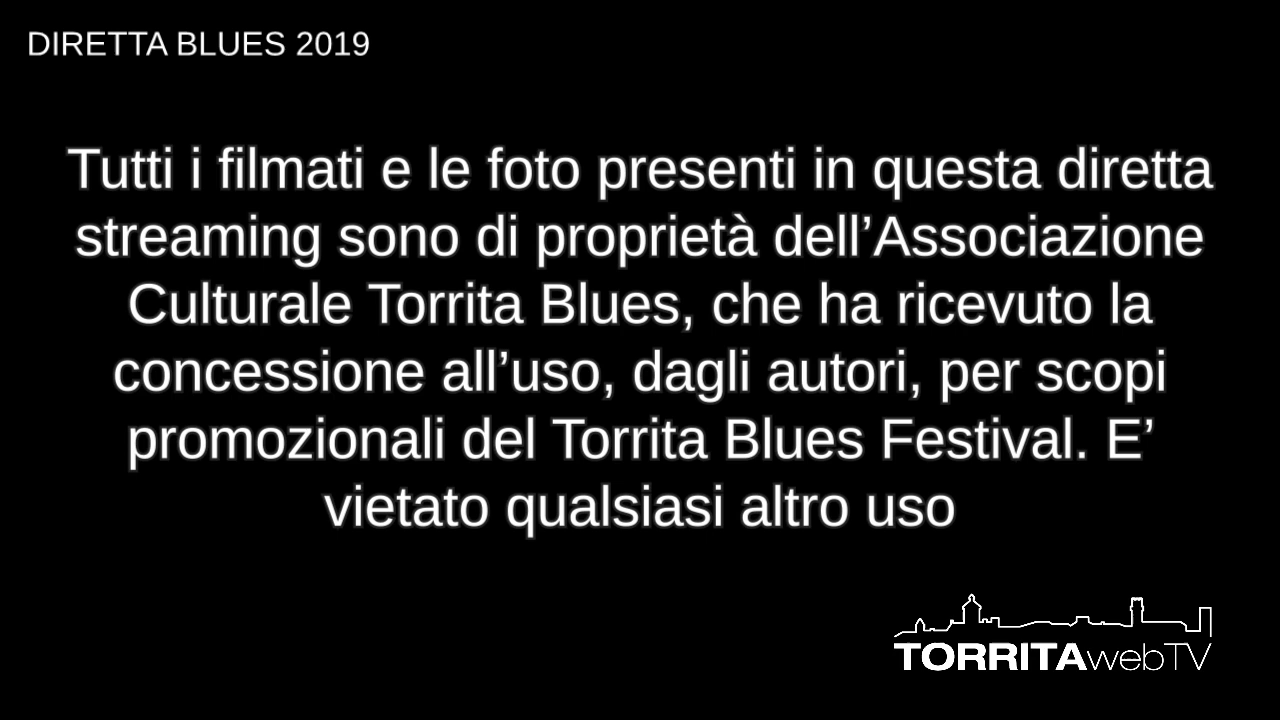 DIRETTA BLUES 2019
Tutti i filmati e le foto presenti in questa diretta
streaming sono di proprietà dell’Associazione
Culturale Torrita Blues, che ha ricevuto la
concessione all’uso, dagli autori, per scopi
promozionali del Torrita Blues Festival. E’
vietato qualsiasi altro uso
TORRITAwebTV